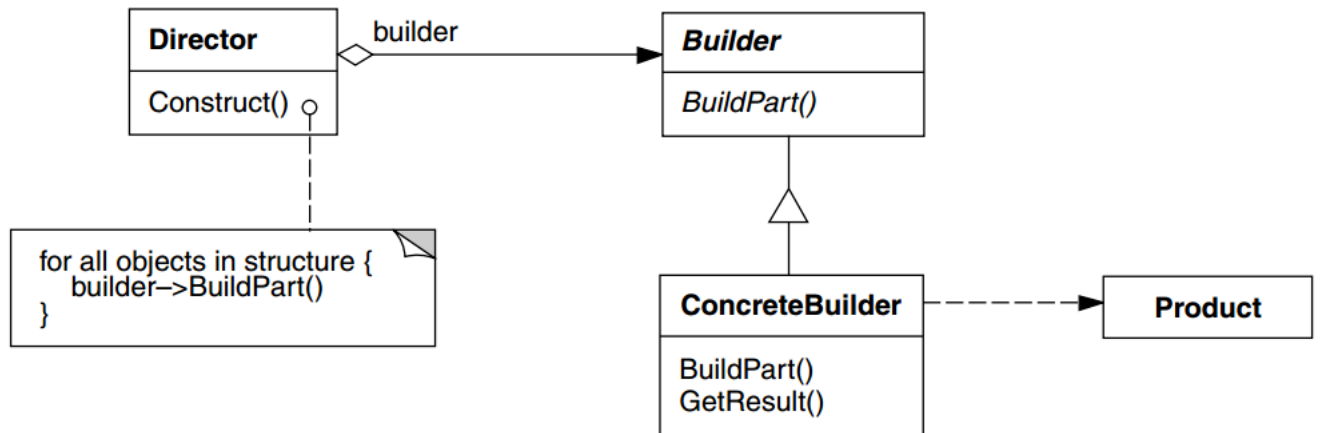 Director
Construct()
builder
Builder
BuildPart()
for all objects in structure {
builder–>BuildPart()
}
ConcreteBuilder
BuildPart()
GetResult()
Product